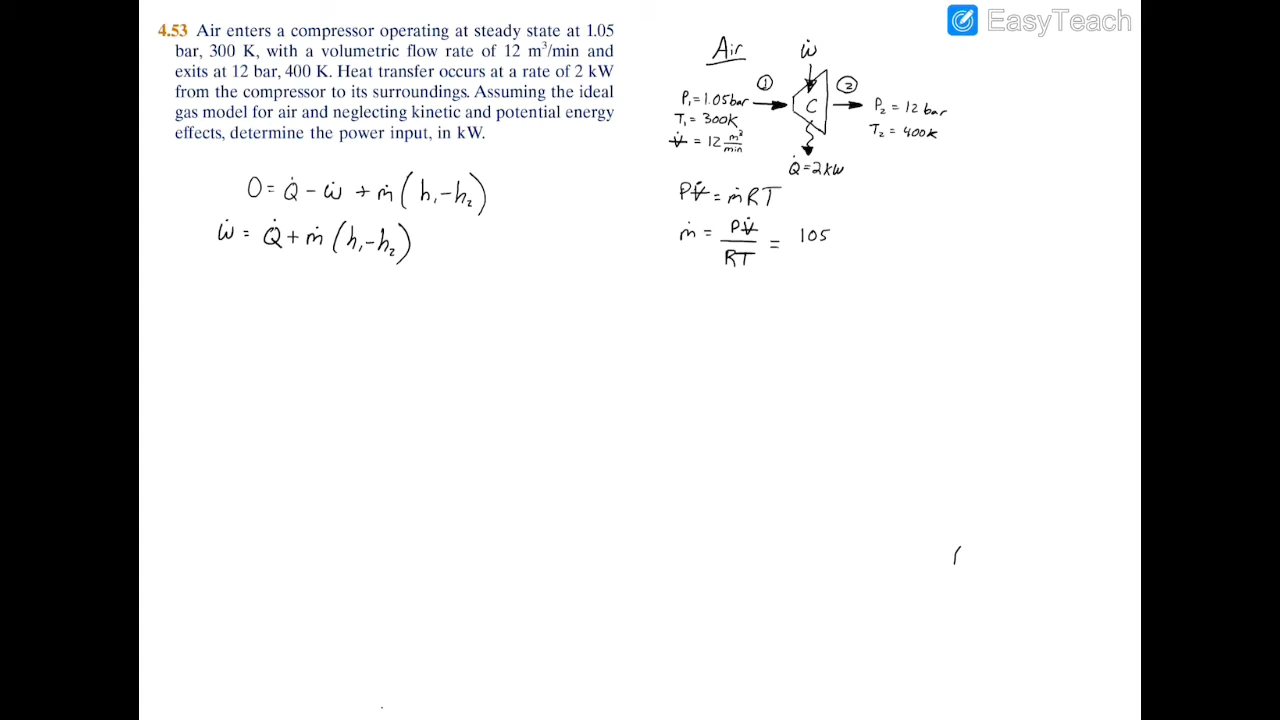 EasyTeach
4.53 Air enters a compressor operating at steady state at 1.05
bar, 300 K, with a volumetric flow rate of 12 m³/min and
exits at 12 bar, 400 K. Heat transfer occurs at a rate of 2 kW
from the compressor to its surroundings. Assuming the ideal
gas model for air and neglecting kinetic and potential energy
effects, determine the power input, in kW.
0 = Q̇ - ẇ + ṁ(h₁-h₂)
ẇ = Q̇ + ṁ(h₁-h₂)
Air
ẇ
①
②
C
P₁=1.05bar
T₁=300K
V̇ = 12 m³/min
P₂ = 12 bar
T₂ = 400K
Q̇=2kW
PV̇ = ṁRT
ṁ = PV̇/RT = 105
(